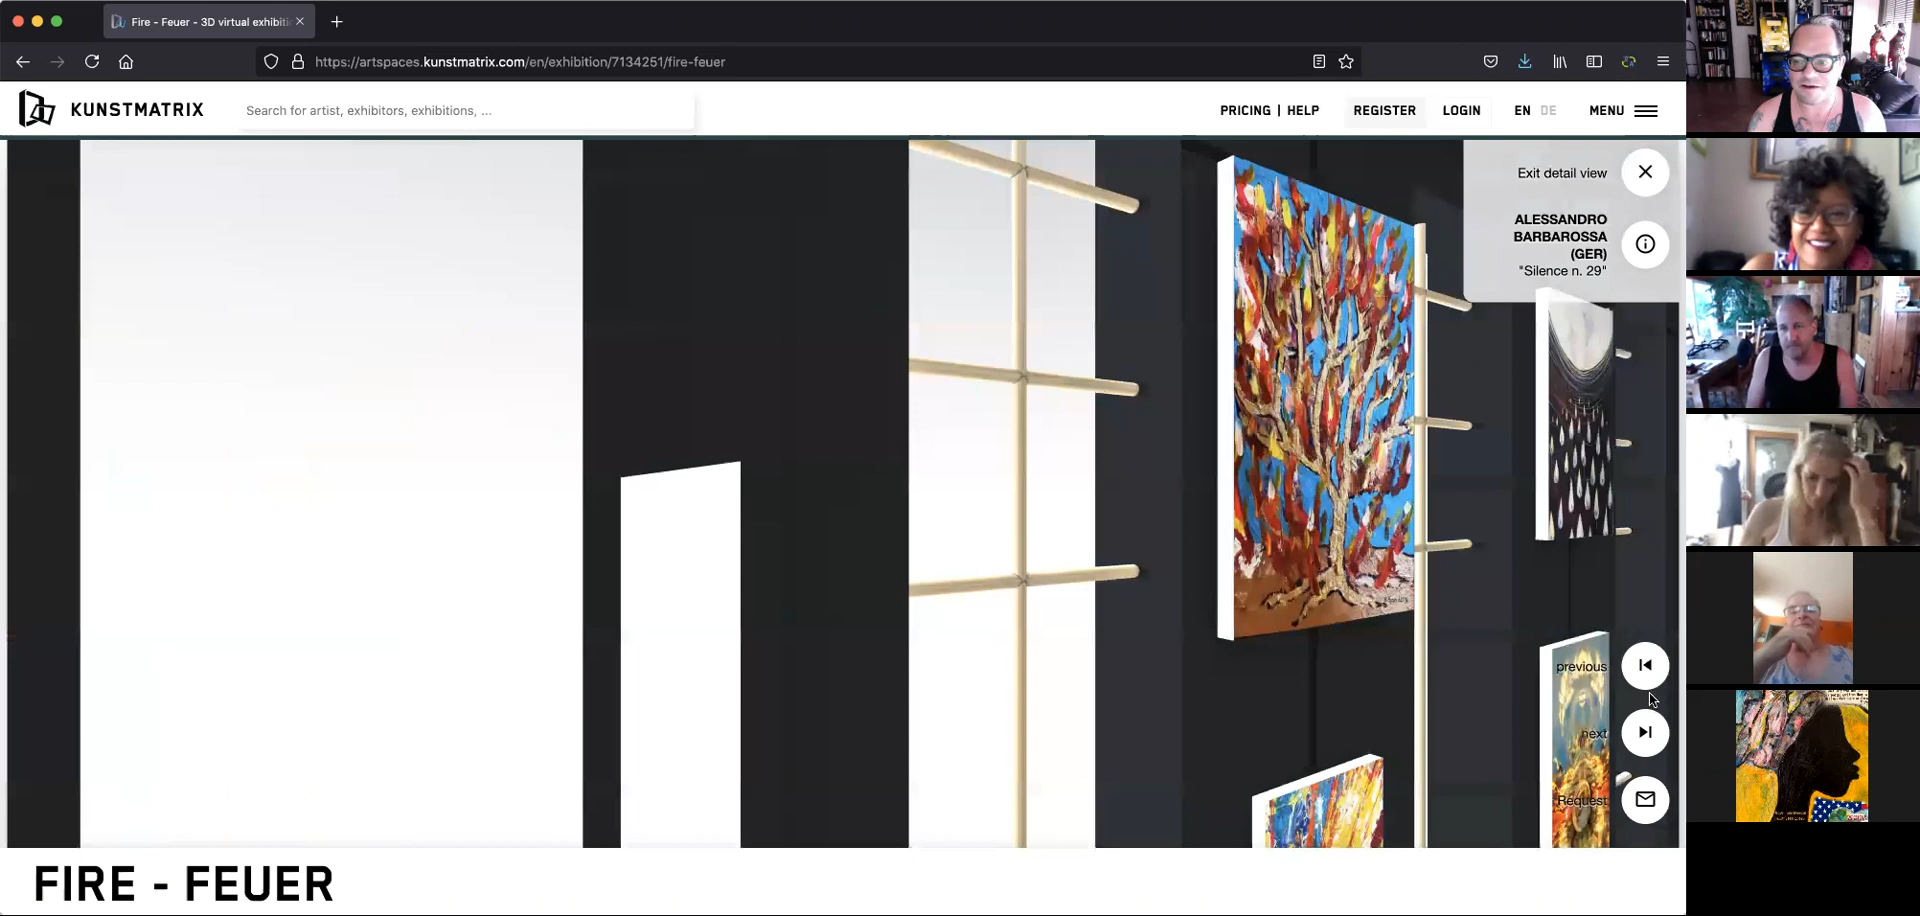 Fire - Feuer - 3D virtual exhibiti
https://artspaces.kunstmatrix.com/en/exhibition/7134251/fire-feuer
KUNSTMATRIX
Search for artist, exhibitors, exhibitions, ...
PRICING | HELP
REGISTER
LOGIN
EN DE
MENU
Exit detail view
ALESSANDRO
BARBAROSSA
(GER)
"Silence n. 29"
previous
next
Request
FIRE - FEUER